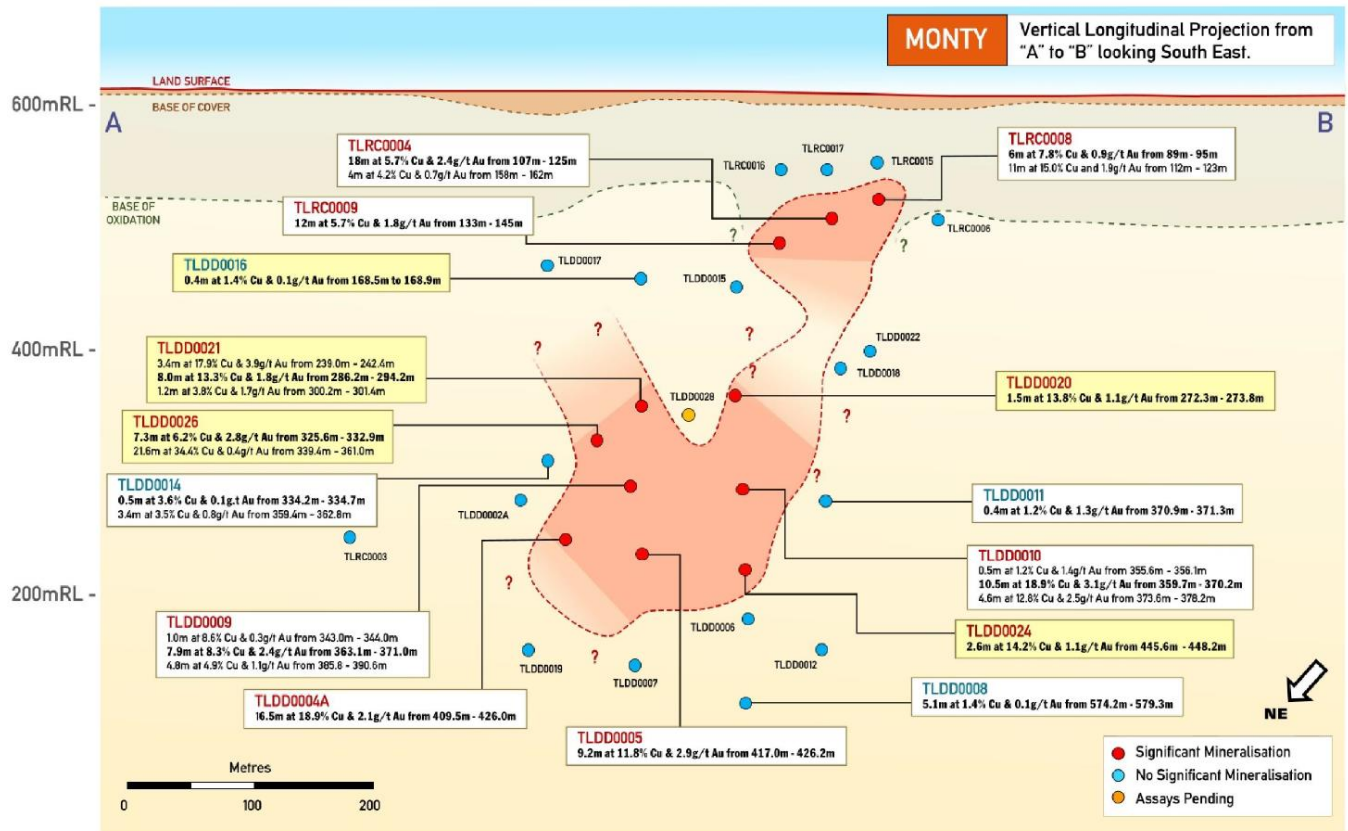 MONTY
Vertical Longitudinal Projection from
"A" to "B" looking South East.
LAND SURFACE
600mRL -
BASE OF COVER
A
B
TLRC0004
18m at 5.7% Cu & 2.4g/t Au from 107m - 125m
4m at 4.2% Cu & 0.7g/t Au from 158m - 162m
TLRC0016
TLRC0017
TLRC0015
TLRC0008
6m at 7.8% Cu & 0.9g/t Au from 89m - 95m
11m at 15.0% Cu and 1.9g/t Au from 112m - 123m
BASE OF
OXIDATION
TLRC0009
12m at 5.7% Cu & 1.8g/t Au from 133m - 145m
?
?
TLRC0006
TLDD0016
0.4m at 1.4% Cu & 0.1g/t Au from 168.5m to 168.9m
TLDD0017
TLDD0015
400mRL -
?
?
?
?
TLDD0022
TLDD0018
TLDD0021
3.4m at 17.9% Cu & 3.9g/t Au from 239.0m - 242.4m
8.0m at 13.3% Cu & 1.8g/t Au from 286.2m - 294.2m
1.2m at 3.8% Cu & 1.7g/t Au from 300.2m - 301.4m
TLDD0028
TLDD0020
1.5m at 13.8% Cu & 1.1g/t Au from 272.3m - 273.8m
?
TLDD0026
7.3m at 6.2% Cu & 2.8g/t Au from 325.6m - 332.9m
21.6m at 34.4% Cu & 0.4g/t Au from 339.4m - 361.0m
?
TLDD0014
0.5m at 3.6% Cu & 0.1g.t Au from 334.2m - 334.7m
3.4m at 3.5% Cu & 0.8g/t Au from 359.4m - 362.8m
TLDD0002A
TLRC0003
TLDD0011
0.4m at 1.2% Cu & 1.3g/t Au from 370.9m - 371.3m
TLDD0010
0.5m at 1.2% Cu & 1.4g/t Au from 355.6m - 356.1m
10.5m at 18.9% Cu & 3.1g/t Au from 359.7m - 370.2m
4.6m at 12.8% Cu & 2.5g/t Au from 373.6m - 378.2m
200mRL -
?
TLDD0009
1.0m at 8.6% Cu & 0.3g/t Au from 343.0m - 344.0m
7.9m at 8.3% Cu & 2.4g/t Au from 363.1m - 371.0m
4.8m at 4.9% Cu & 1.1g/t Au from 385.8 - 390.6m
TLDD0006
TLDD0024
2.6m at 14.2% Cu & 1.1g/t Au from 445.6m - 448.2m
TLDD0019
?
TLDD0007
TLDD0012
TLDD0004A
16.5m at 18.9% Cu & 2.1g/t Au from 409.5m - 426.0m
TLDD0008
5.1m at 1.4% Cu & 0.1g/t Au from 574.2m - 579.3m
NE
TLDD0005
9.2m at 11.8% Cu & 2.9g/t Au from 417.0m - 426.2m
Metres
0 100 200
Significant Mineralisation
No Significant Mineralisation
Assays Pending